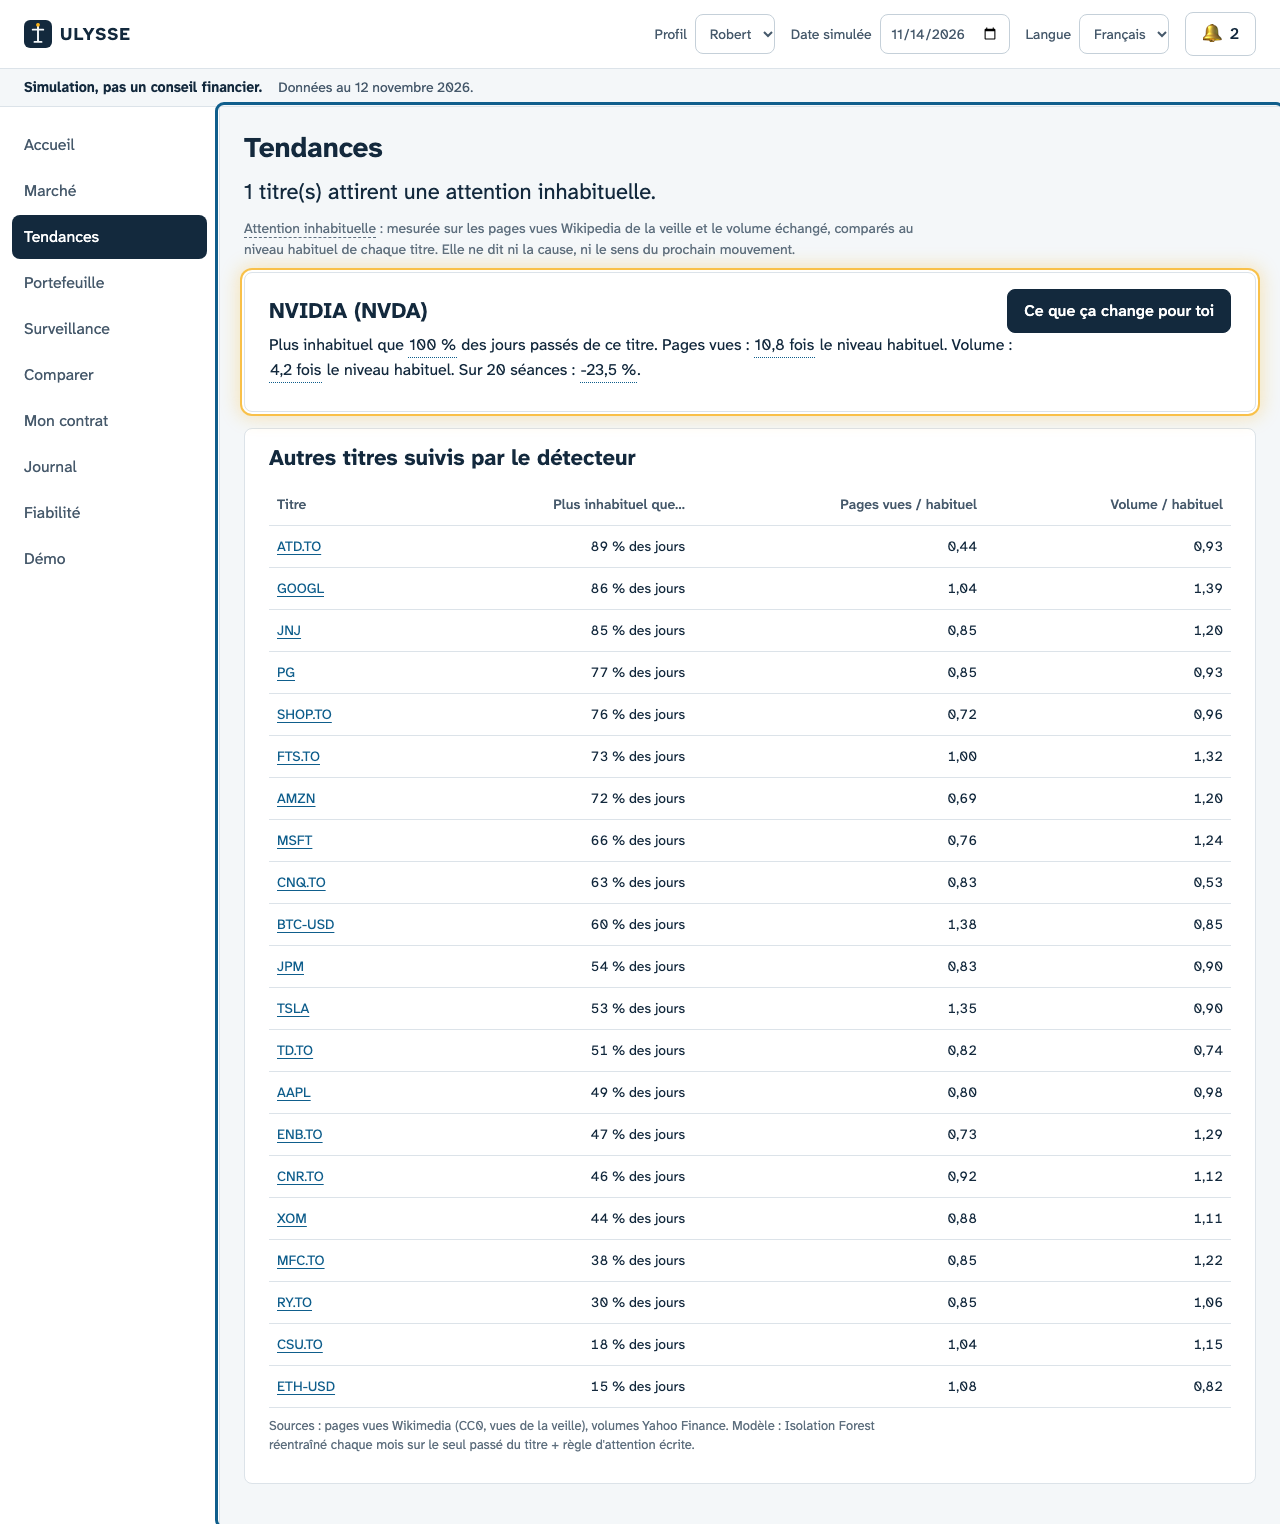 ULYSSE
Profil Robert Date simulée 11/14/2026 Langue Français 2
Simulation, pas un conseil financier. Données au 12 novembre 2026.
Accueil
Marché
Tendances
Portefeuille
Surveillance
Comparer
Mon contrat
Journal
Fiabilité
Démo
Tendances
1 titre(s) attirent une attention inhabituelle.
Attention inhabituelle : mesurée sur les pages vues Wikipedia de la veille et le volume échangé, comparés au
niveau habituel de chaque titre. Elle ne dit ni la cause, ni le sens du prochain mouvement.
NVIDIA (NVDA)
Ce que ça change pour toi
Plus inhabituel que 100 % des jours passés de ce titre. Pages vues : 10,8 fois le niveau habituel. Volume :
4,2 fois le niveau habituel. Sur 20 séances : -23,5 %.
Autres titres suivis par le détecteur
Titre Plus inhabituel que... Pages vues / habituel Volume / habituel
ATD.TO 89 % des jours 0,44 0,93
GOOGL 86 % des jours 1,04 1,39
JNJ 85 % des jours 0,85 1,20
PG 77 % des jours 0,85 0,93
SHOP.TO 76 % des jours 0,72 0,96
FTS.TO 73 % des jours 1,00 1,32
AMZN 72 % des jours 0,69 1,20
MSFT 66 % des jours 0,76 1,24
CNQ.TO 63 % des jours 0,83 0,53
BTC-USD 60 % des jours 1,38 0,85
JPM 54 % des jours 0,83 0,90
TSLA 53 % des jours 1,35 0,90
TD.TO 51 % des jours 0,82 0,74
AAPL 49 % des jours 0,80 0,98
ENB.TO 47 % des jours 0,73 1,29
CNR.TO 46 % des jours 0,92 1,12
XOM 44 % des jours 0,88 1,11
MFC.TO 38 % des jours 0,85 1,22
RY.TO 30 % des jours 0,85 1,06
CSU.TO 18 % des jours 1,04 1,15
ETH-USD 15 % des jours 1,08 0,82
Sources : pages vues Wikimedia (CC0, vues de la veille), volumes Yahoo Finance. Modèle : Isolation Forest
réentraîné chaque mois sur le seul passé du titre + règle d'attention écrite.